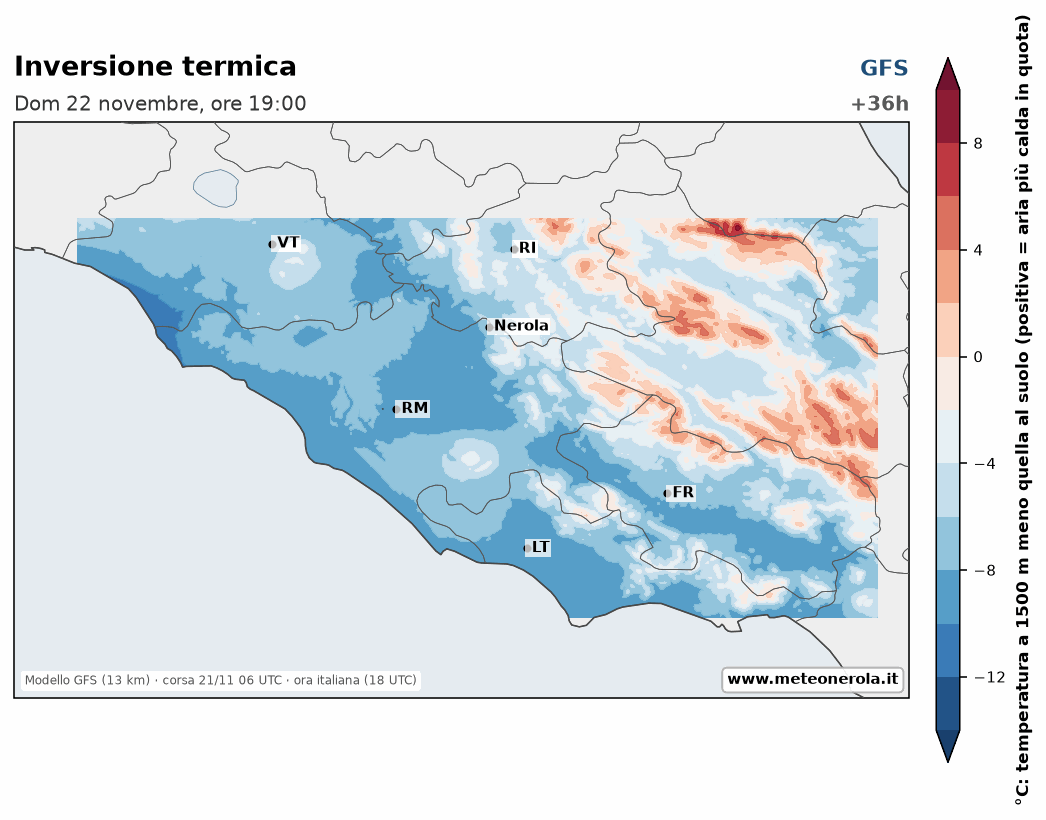 Inversione termica
GFS
Dom 22 novembre, ore 19:00
+36h
VT
RI
Nerola
RM
FR
LT
Modello GFS (13 km) · corsa 21/11 06 UTC · ora italiana (18 UTC)
www.meteonerola.it
8
4
0
−4
−8
−12
°C: temperatura a 1500 m meno quella al suolo (positiva = aria più calda in quota)